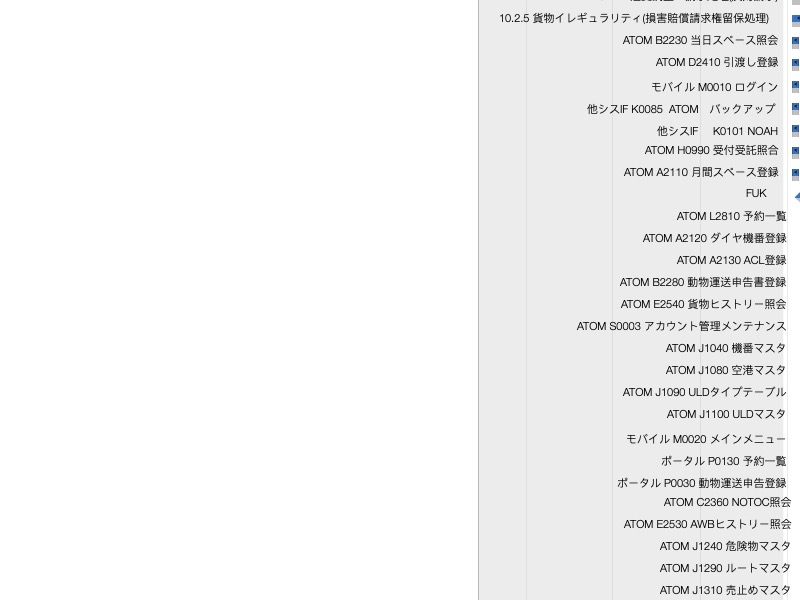 10.2.5 貨物イレギュラリティ(損害賠償請求権留保処理)
ATOM B2230 当日スペース照会
ATOM D2410 引渡し登録
モバイル M0010 ログイン
他シスIF K0085 ATOM バックアップ
他シスIF K0101 NOAH
ATOM H0990 受付受託照合
ATOM A2110 月間スペース登録
FUK
ATOM L2810 予約一覧
ATOM A2120 ダイヤ機番登録
ATOM A2130 ACL登録
ATOM B2280 動物運送申告書登録
ATOM E2540 貨物ヒストリー照会
ATOM S0003 アカウント管理メンテナンス
ATOM J1040 機番マスタ
ATOM J1080 空港マスタ
ATOM J1090 ULDタイプテーブル
ATOM J1100 ULDマスタ
モバイル M0020 メインメニュー
ポータル P0130 予約一覧
ポータル P0030 動物運送申告登録
ATOM C2360 NOTOC照会
ATOM E2530 AWBヒストリー照会
ATOM J1240 危険物マスタ
ATOM J1290 ルートマスタ
ATOM J1310 売止めマスタ